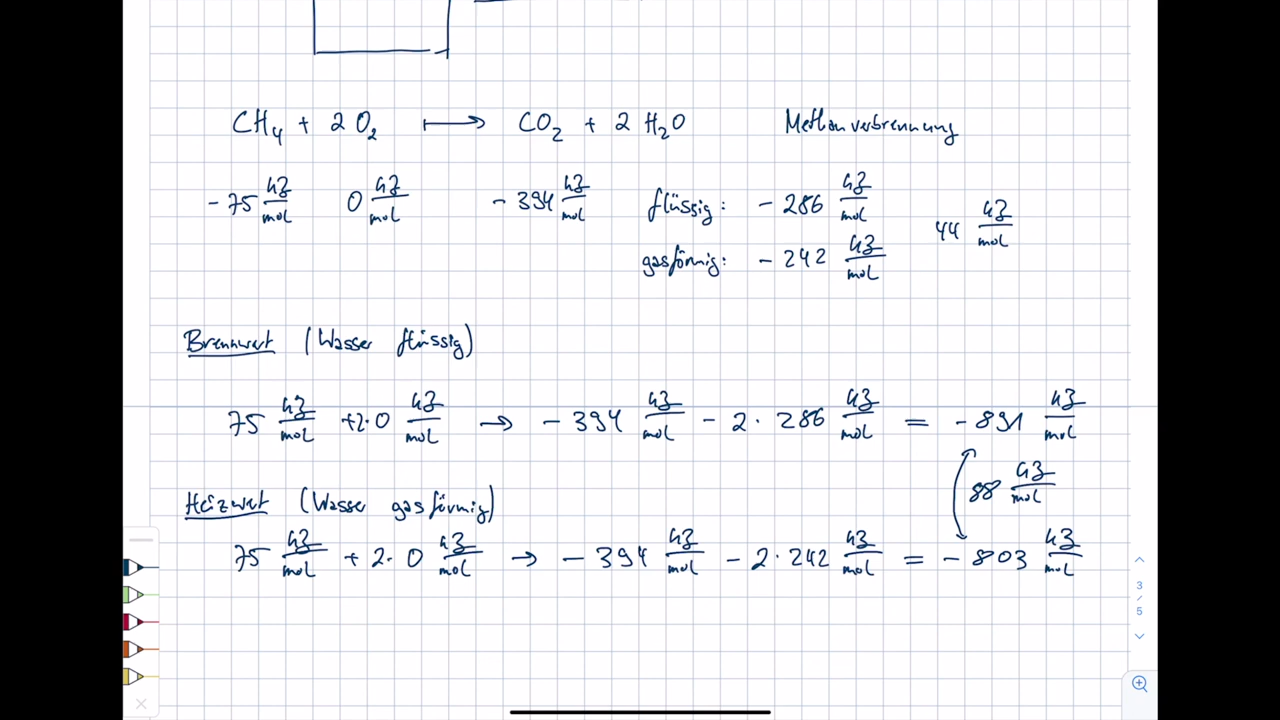 CH₄ + 2 O₂ ⟼ CO₂ + 2 H₂O Methanverbrennung
- 75 kJ/mol 0 kJ/mol - 394 kJ/mol flüssig: - 286 kJ/mol
44 kJ/mol
gasförmig: - 242 kJ/mol
Brennwert (Wasser flüssig)
75 kJ/mol +2·0 kJ/mol → - 394 kJ/mol - 2 · 286 kJ/mol = - 891 kJ/mol
88 kJ/mol
Heizwert (Wasser gasförmig)
75 kJ/mol + 2·0 kJ/mol → - 394 kJ/mol - 2·242 kJ/mol = - 803 kJ/mol
3
/
5